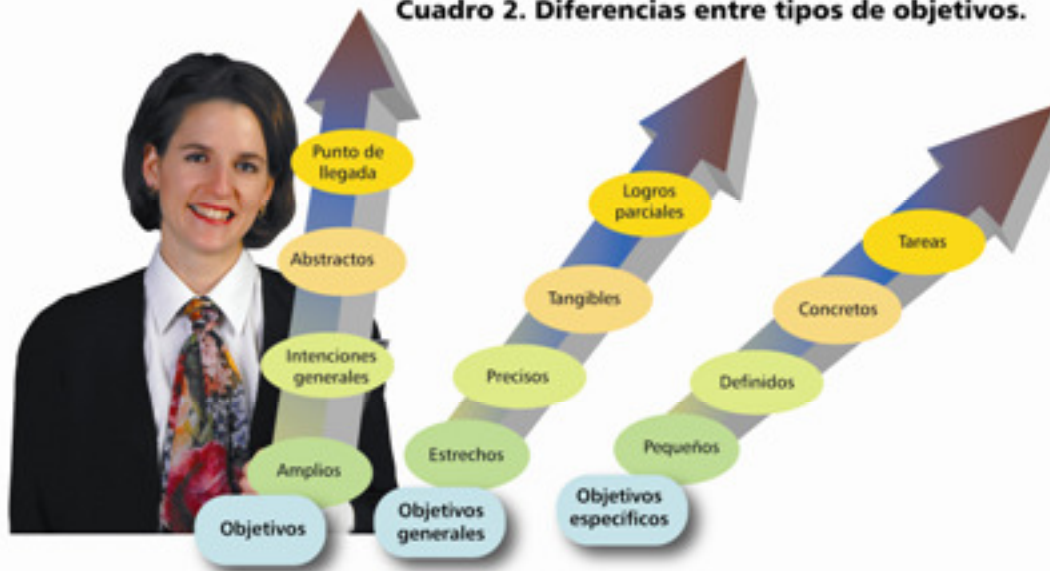 Cuadro 2. Diferencias entre tipos de objetivos.
Punto de
llegada
Abstractos
Intenciones
generales
Amplios
Objetivos
Logros
parciales
Tangibles
Precisos
Estrechos
Objetivos
generales
Tareas
Concretos
Definidos
Pequeños
Objetivos
específicos